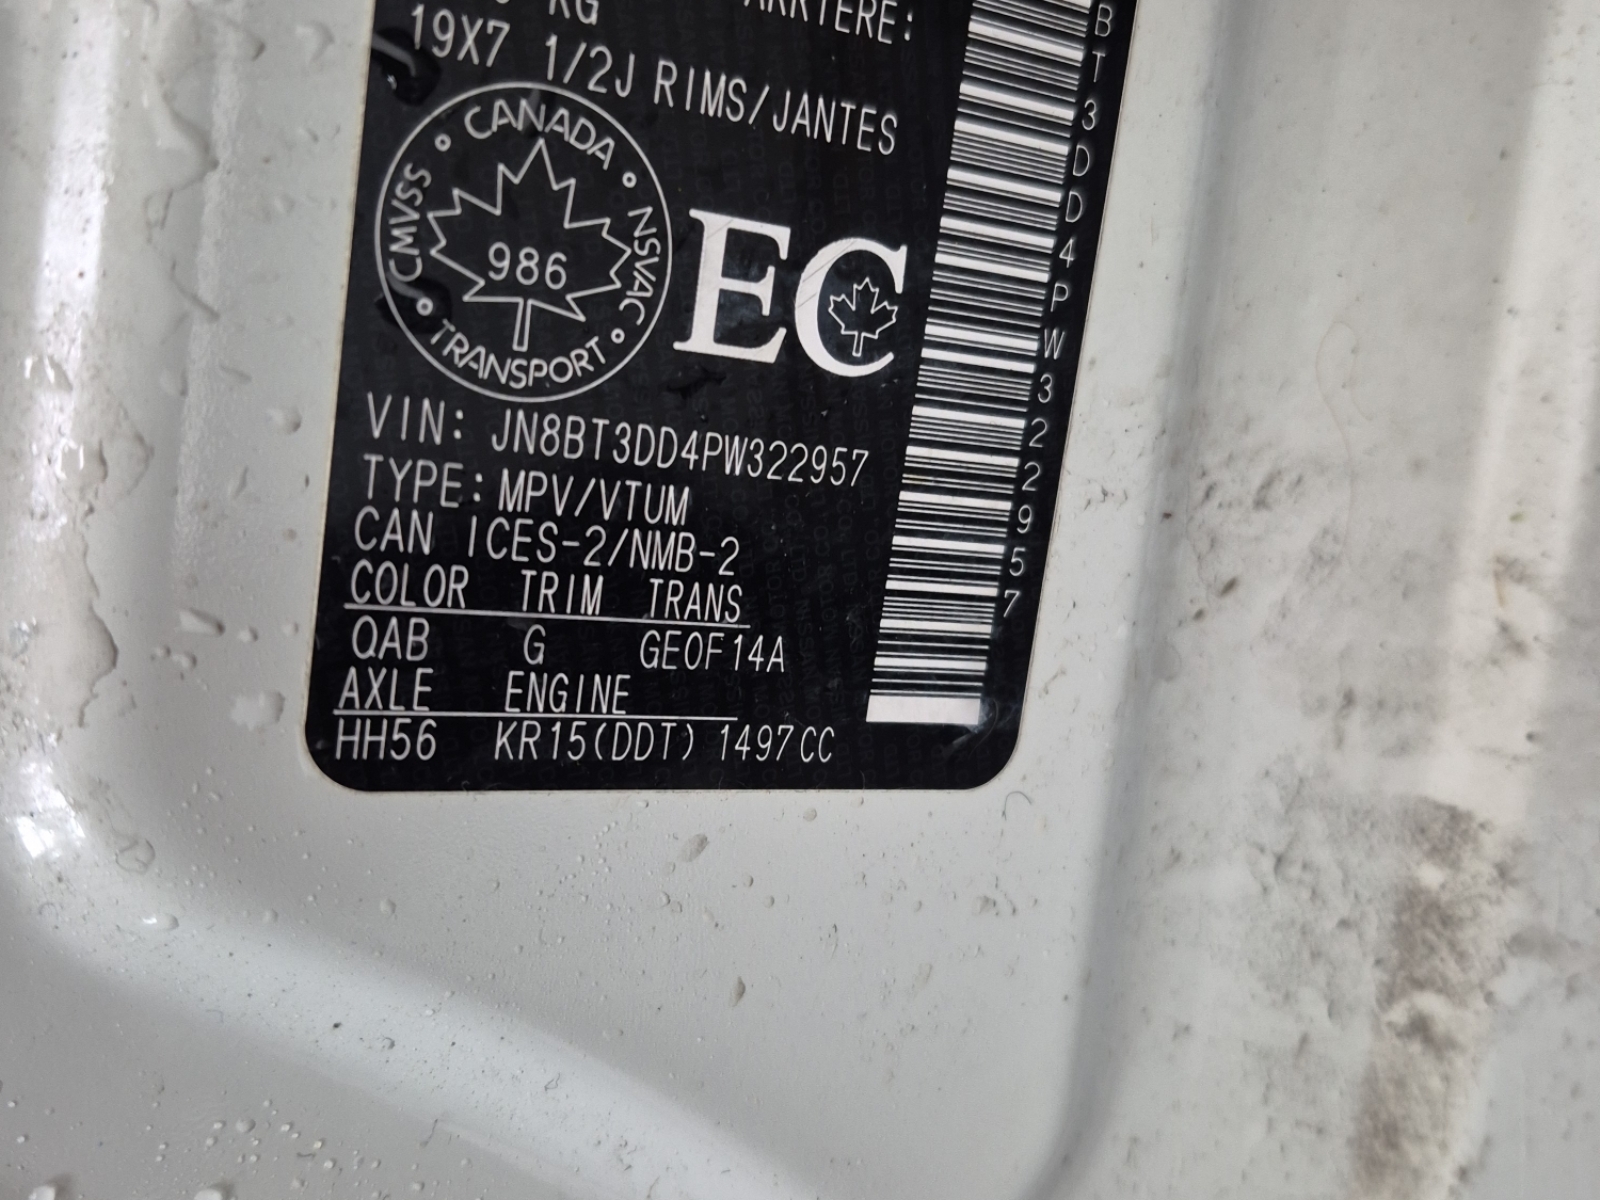 KG
19X7 1/2J RIMS/JANTES
CANADA
CMVSS
NSVAC
986
TRANSPORT
EC
VIN: JN8BT3DD4PW322957
TYPE: MPV/VTUM
CAN ICES-2/NMB-2
COLOR TRIM TRANS
QAB G GE0F14A
AXLE ENGINE
HH56 KR15(DDT) 1497CC
BT3DD4PW322957